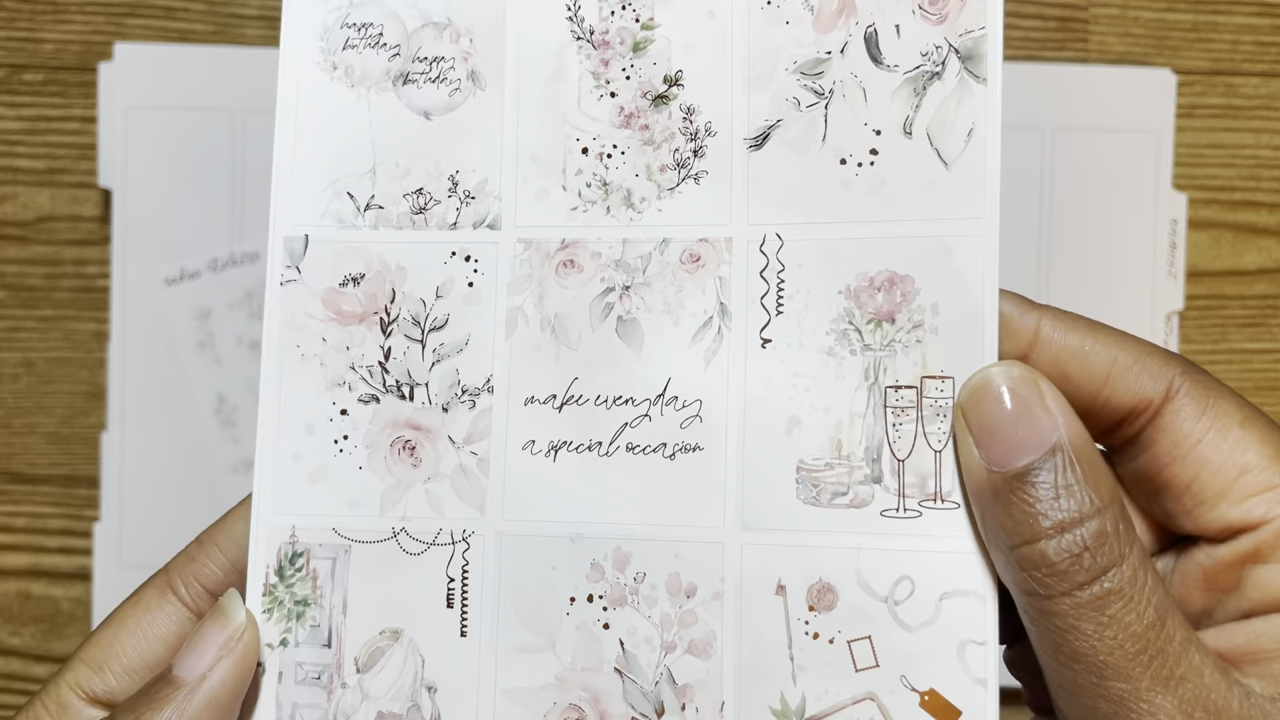 happy
birthday
happy
birthday
make everyday
a special occasion